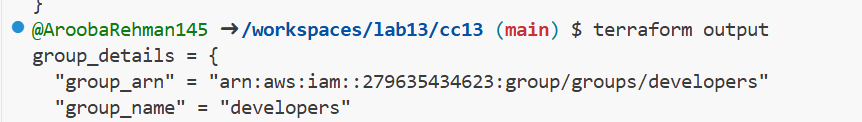 }
@AroobaRehman145 ➜/workspaces/lab13/cc13 (main) $ terraform output
group_details = {
  "group_arn" = "arn:aws:iam::279635434623:group/groups/developers"
  "group_name" = "developers"